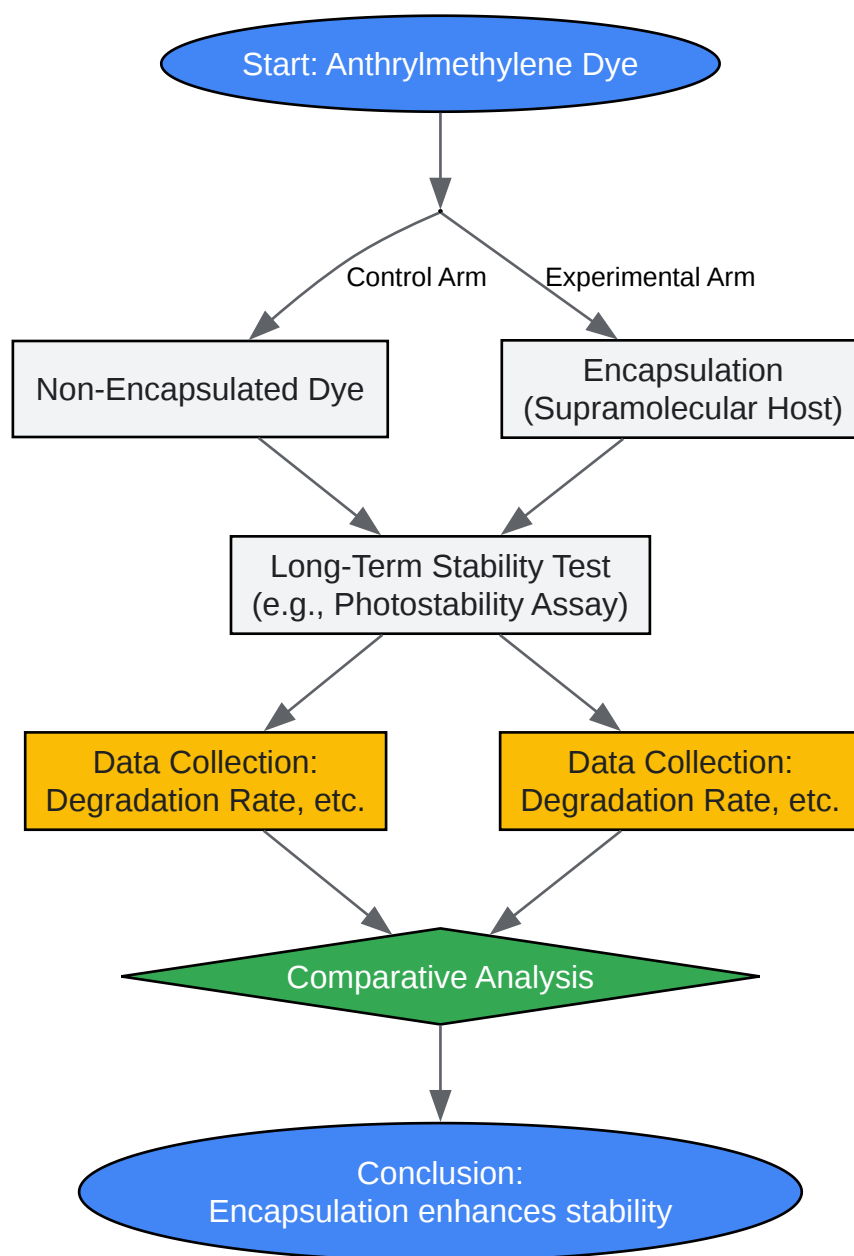 Start: Anthrylmethylene Dye
Control Arm
Experimental Arm
Non-Encapsulated Dye
Encapsulation
(Supramolecular Host)
Long-Term Stability Test
(e.g., Photostability Assay)
Data Collection:
Degradation Rate, etc.
Data Collection:
Degradation Rate, etc.
Comparative Analysis
Conclusion:
Encapsulation enhances stability